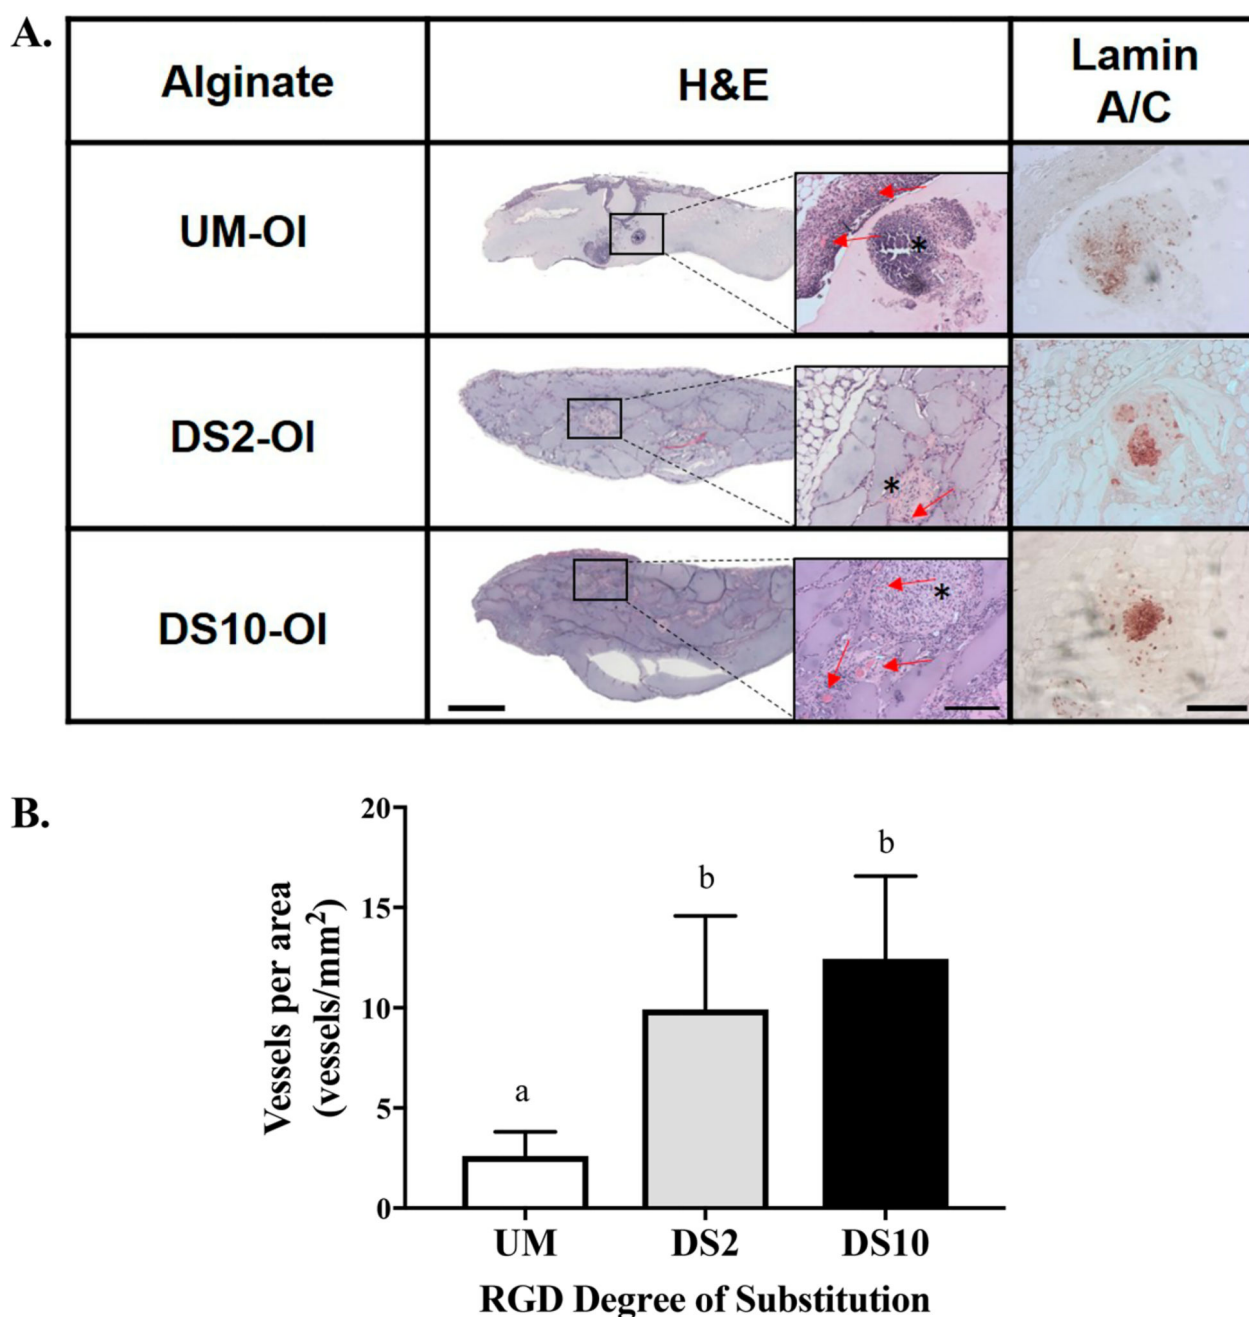 A.
Alginate
H&E
Lamin
A/C
UM-OI
*
DS2-OI
*
DS10-OI
*
B.
Vessels per area
(vessels/mm²)
20
15
10
5
0
a
b
b
UM
DS2
DS10
RGD Degree of Substitution